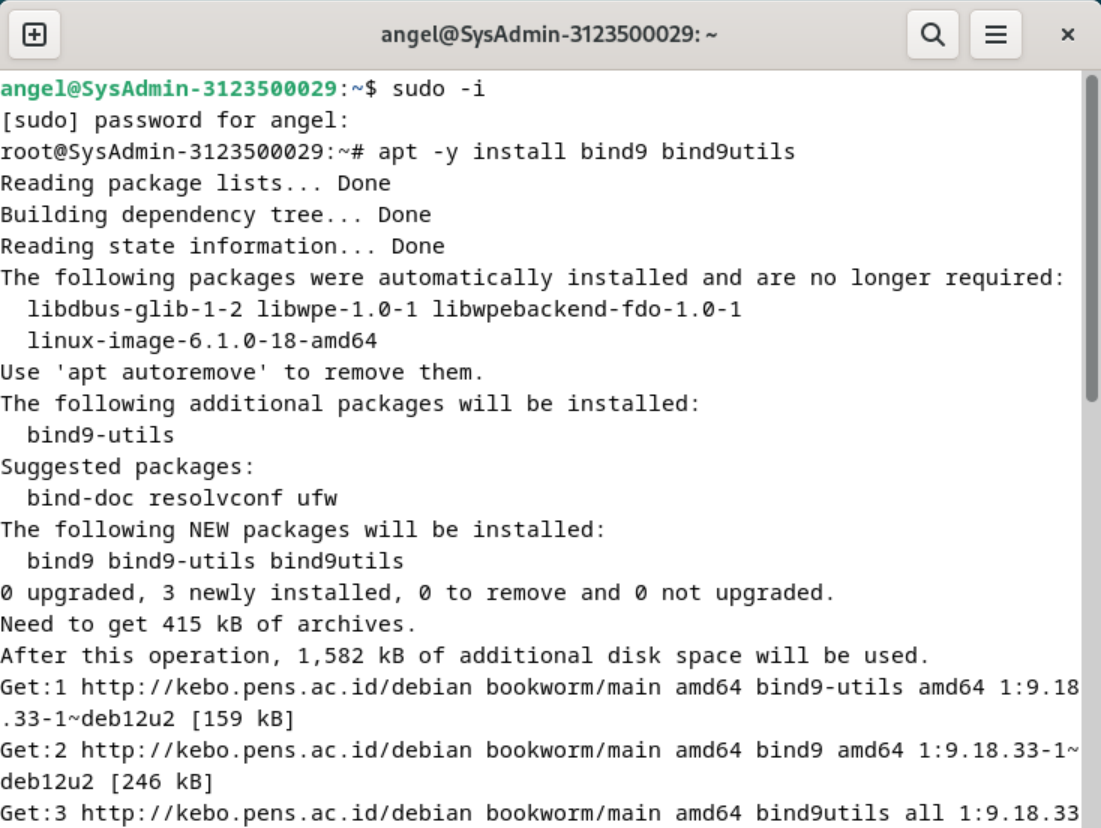 angel@SysAdmin-3123500029: ~
angel@SysAdmin-3123500029:~$ sudo -i
[sudo] password for angel:
root@SysAdmin-3123500029:~# apt -y install bind9 bind9utils
Reading package lists... Done
Building dependency tree... Done
Reading state information... Done
The following packages were automatically installed and are no longer required:
  libdbus-glib-1-2 libwpe-1.0-1 libwpebackend-fdo-1.0-1
  linux-image-6.1.0-18-amd64
Use 'apt autoremove' to remove them.
The following additional packages will be installed:
  bind9-utils
Suggested packages:
  bind-doc resolvconf ufw
The following NEW packages will be installed:
  bind9 bind9-utils bind9utils
0 upgraded, 3 newly installed, 0 to remove and 0 not upgraded.
Need to get 415 kB of archives.
After this operation, 1,582 kB of additional disk space will be used.
Get:1 http://kebo.pens.ac.id/debian bookworm/main amd64 bind9-utils amd64 1:9.18
.33-1~deb12u2 [159 kB]
Get:2 http://kebo.pens.ac.id/debian bookworm/main amd64 bind9 amd64 1:9.18.33-1~
deb12u2 [246 kB]
Get:3 http://kebo.pens.ac.id/debian bookworm/main amd64 bind9utils all 1:9.18.33